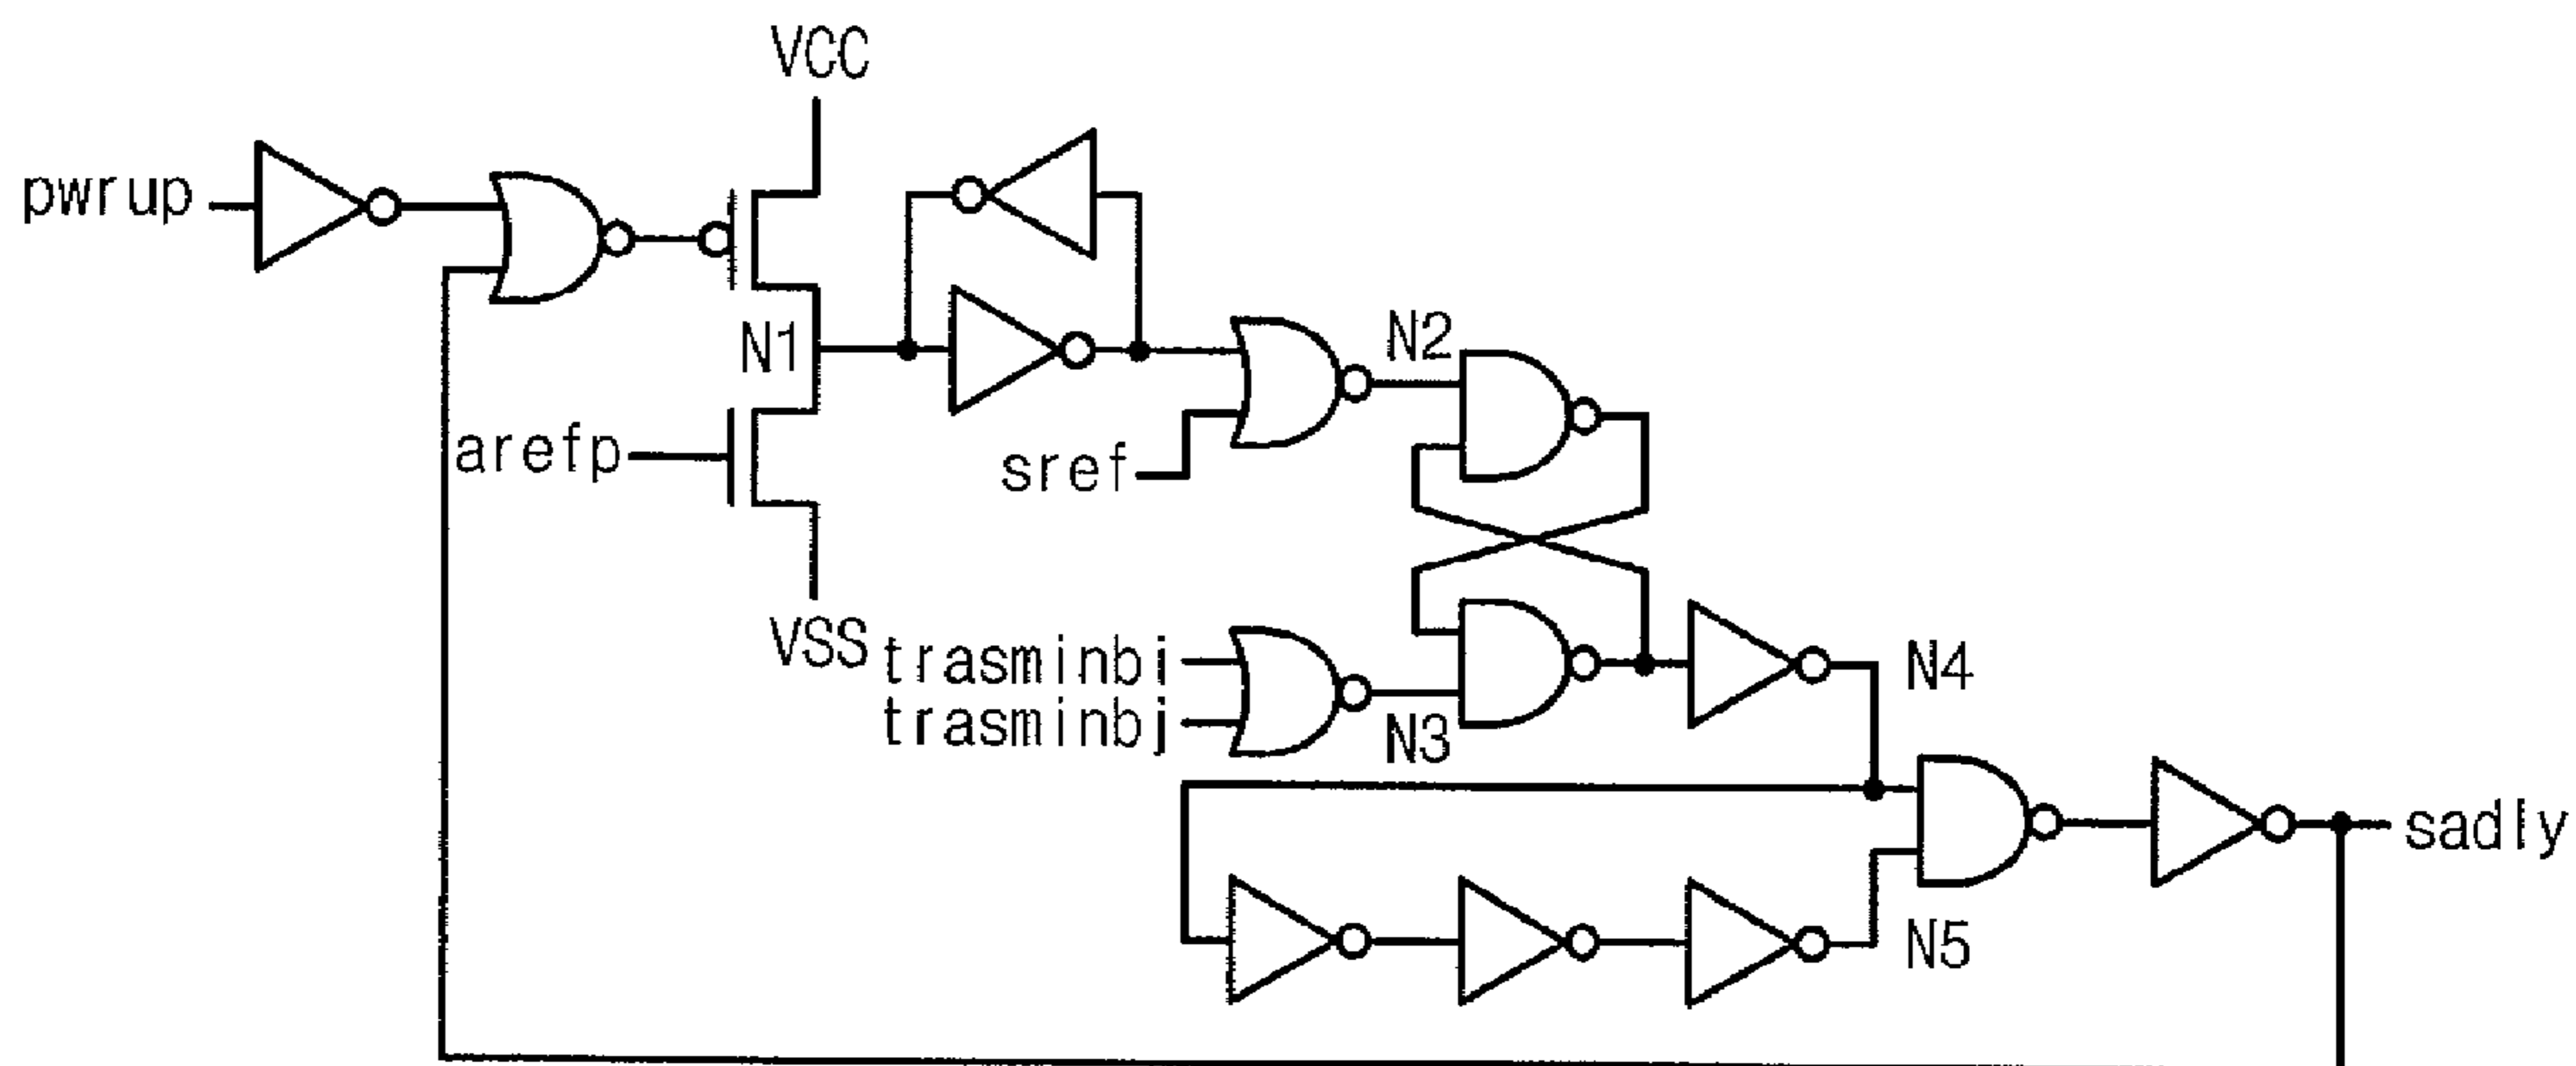 VCC
pwrup
N1
N2
arefp
sref
VSS
trasminbi
trasminbj
N3
N4
sadly
N5